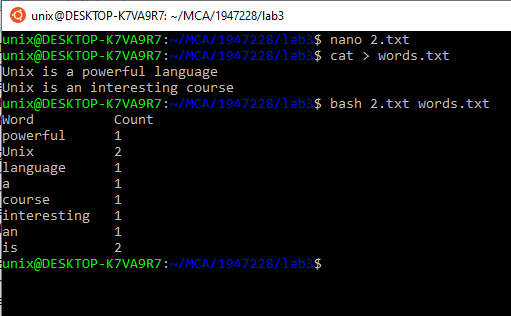 unix@DESKTOP-K7VA9R7: ~/MCA/1947228/lab3
unix@DESKTOP-K7VA9R7:~/MCA/1947228/lab3$ nano 2.txt
unix@DESKTOP-K7VA9R7:~/MCA/1947228/lab3$ cat > words.txt
Unix is a powerful language
Unix is an interesting course
unix@DESKTOP-K7VA9R7:~/MCA/1947228/lab3$ bash 2.txt words.txt
Word Count
powerful 1
Unix 2
language 1
a 1
course 1
interesting 1
an 1
is 2
unix@DESKTOP-K7VA9R7:~/MCA/1947228/lab3$